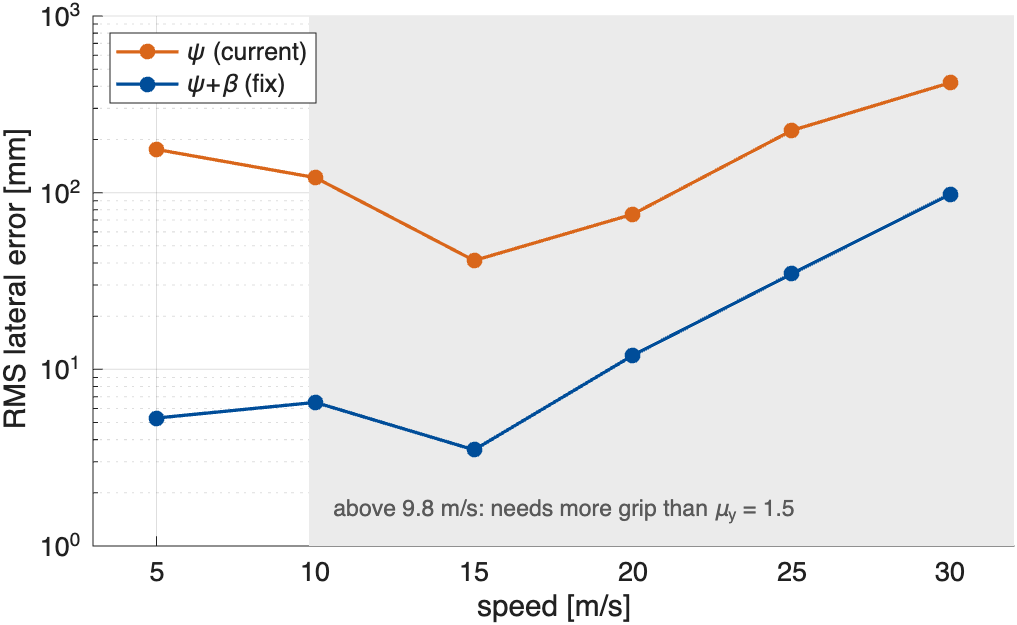 10³
ψ (current)
ψ+β (fix)
10²
10¹
10⁰
RMS lateral error [mm]
above 9.8 m/s: needs more grip than μᵧ = 1.5
5 10 15 20 25 30
speed [m/s]